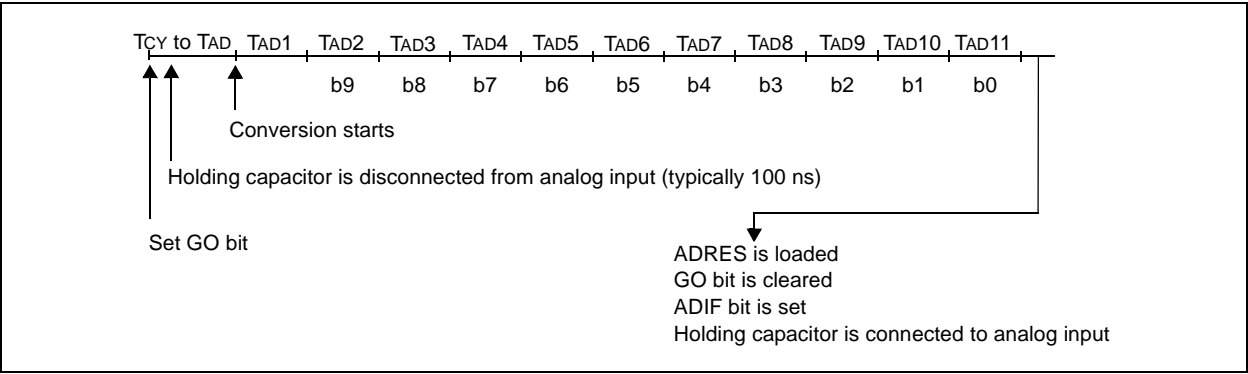 TCY to TAD TAD1 TAD2 TAD3 TAD4 TAD5 TAD6 TAD7 TAD8 TAD9 TAD10 TAD11
b9 b8 b7 b6 b5 b4 b3 b2 b1 b0
Conversion starts
Holding capacitor is disconnected from analog input (typically 100 ns)
Set GO bit
ADRES is loaded
GO bit is cleared
ADIF bit is set
Holding capacitor is connected to analog input